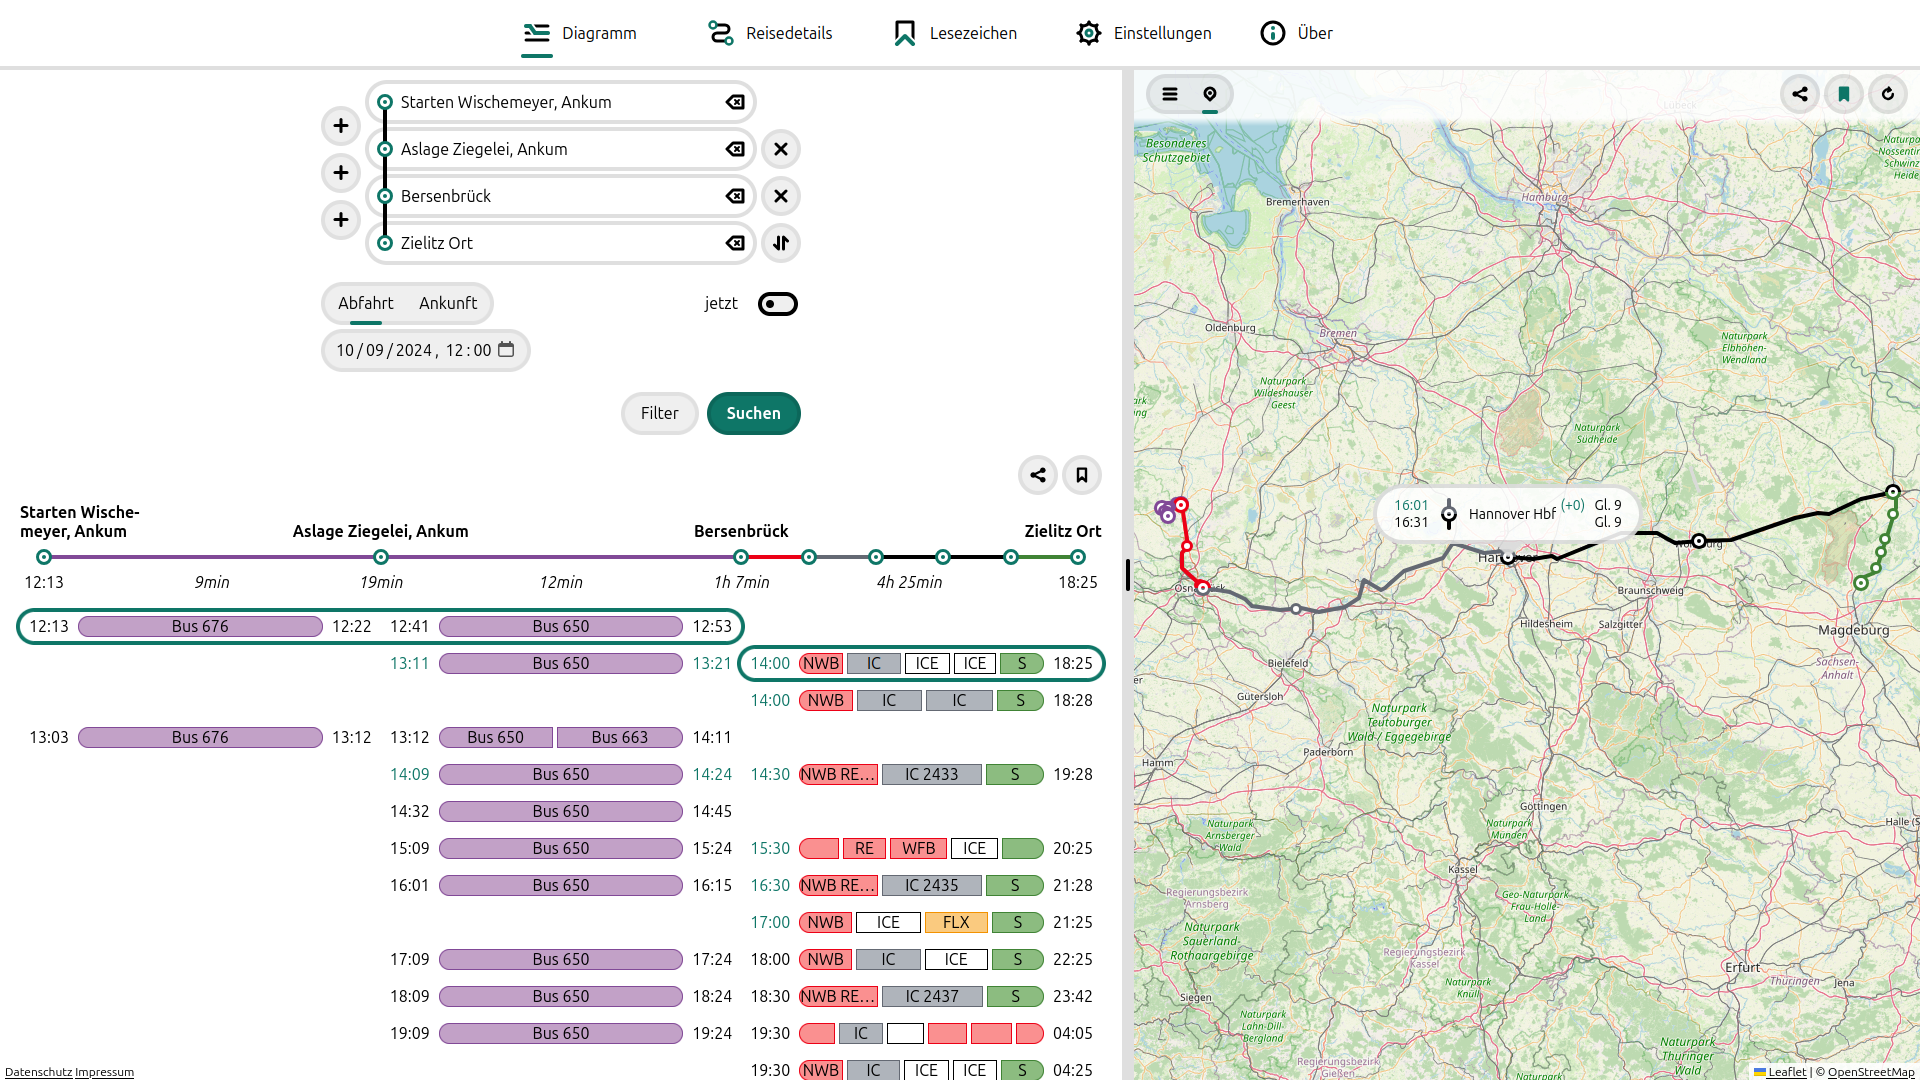 Diagramm
Reisedetails
Lesezeichen
Einstellungen
Über
Starten Wischemeyer, Ankum
Aslage Ziegelei, Ankum
Bersenbrück
Zielitz Ort
Abfahrt Ankunft
jetzt
10/09/2024, 12:00
Filter
Suchen
Starten Wische-
meyer, Ankum
Aslage Ziegelei, Ankum
Bersenbrück
Zielitz Ort
12:13 9min 19min 12min 1h 7min 4h 25min 18:25
12:13 Bus 676 12:22 12:41 Bus 650 12:53
13:11 Bus 650 13:21 14:00 NWB IC ICE ICE S 18:25
14:00 NWB IC IC S 18:28
13:03 Bus 676 13:12 13:12 Bus 650 Bus 663 14:11
14:09 Bus 650 14:24 14:30 NWB RE... IC 2433 S 19:28
14:32 Bus 650 14:45
15:09 Bus 650 15:24 15:30 RE WFB ICE 20:25
16:01 Bus 650 16:15 16:30 NWB RE... IC 2435 S 21:28
17:00 NWB ICE FLX S 21:25
17:09 Bus 650 17:24 18:00 NWB IC ICE S 22:25
18:09 Bus 650 18:24 18:30 NWB RE... IC 2437 S 23:42
19:09 Bus 650 19:24 19:30 IC 04:05
19:30 NWB IC ICE ICE S 04:25
Datenschutz Impressum
Lübeck
Besonderes
Schutzgebiet
Bremerhaven
Hamburg
Oldenburg
Bremen
Naturpark
Elbhöhen-
Wendland
Naturpark
Wildeshauser
Geest
Naturpark
Südheide
16:01 Hannover Hbf (+0) Gl. 9
16:31 Gl. 9
Braunschweig
Hildesheim
Salzgitter
Magdeburg
Bielefeld
Sachsen-
Anhalt
Gütersloh
Naturpark
Teutoburger
Wald-/ Eggegebirge
Paderborn
Hamm
Göttingen
Naturpark
Arnsberger-
Wald
Naturpark
Münden
Halle (S
Kassel
Regierungsbezirk
Arnsberg
Geo-Naturpark
Frau-Holle-
Land
Naturpark
Sauerland-
Rothaargebirge
Regierungsbezirk
Kassel
Erfurt
Thüringen
Jena
Naturpark
Knüll
Siegen
Naturpark
Lahn-Dill-
Bergland
Naturpark
Thüringer
Wald
Regierungsbezirk
Gießen
Leaflet | © OpenStreetMap